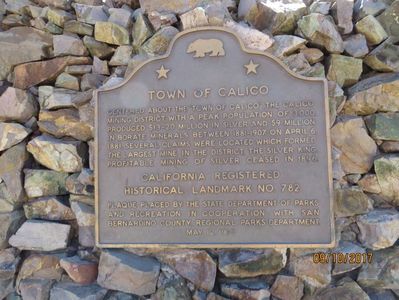 TOWN OF CALICO
CENTERED ABOUT THE TOWN OF CALICO, THE CALICO
MINING DISTRICT WITH A PEAK POPULATION OF 3,000
PRODUCED $13-20 MILLION IN SILVER AND $9 MILLION
IN BORATE MINERALS BETWEEN 1881-1907. ON APRIL 6,
1881, SEVERAL CLAIMS WERE LOCATED WHICH FORMED
THE LARGEST MINE IN THE DISTRICT, THE SILVER KING.
PROFITABLE MINING OF SILVER CEASED IN 1896.
CALIFORNIA REGISTERED
HISTORICAL LANDMARK NO. 782
PLAQUE PLACED BY THE STATE DEPARTMENT OF PARKS
AND RECREATION IN COOPERATION WITH SAN
BERNARDINO COUNTY REGIONAL PARKS DEPARTMENT,
MAY
09/10/2017